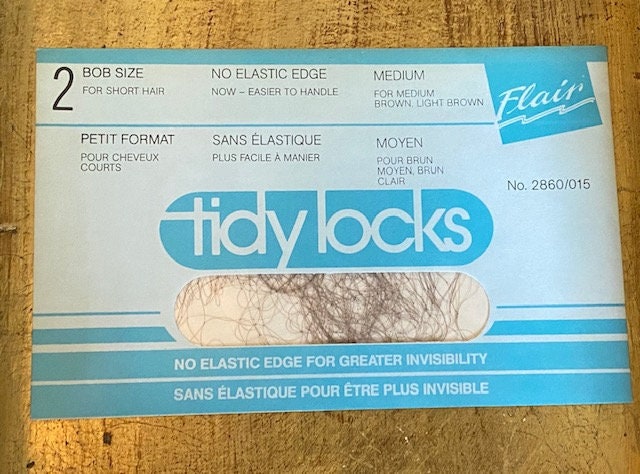 2
BOB SIZE
FOR SHORT HAIR
NO ELASTIC EDGE
NOW – EASIER TO HANDLE
MEDIUM
FOR MEDIUM
BROWN, LIGHT BROWN
Flair
PETIT FORMAT
POUR CHEVEUX
COURTS
SANS ÉLASTIQUE
PLUS FACILE À MANIER
MOYEN
POUR BRUN
MOYEN, BRUN
CLAIR
No. 2860/015
tidy locks
NO ELASTIC EDGE FOR GREATER INVISIBILITY
SANS ÉLASTIQUE POUR ÊTRE PLUS INVISIBLE